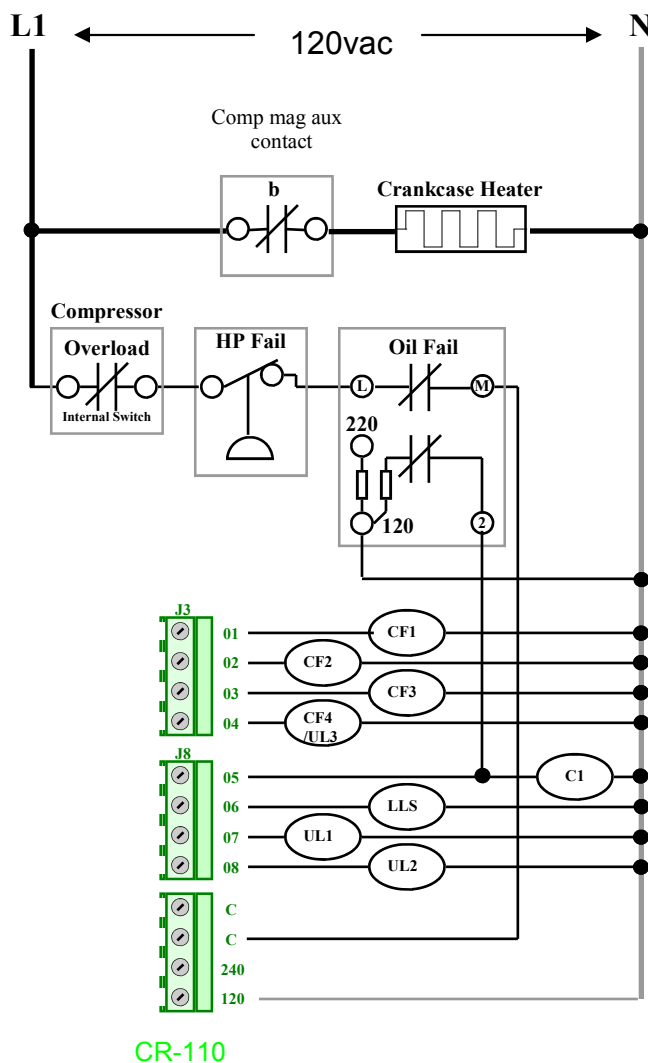 L1
120vac
N
Comp mag aux
contact
b
Crankcase Heater
Compressor
Overload
Internal Switch
HP Fail
Oil Fail
L
M
220
120
2
J3
01
CF1
02
CF2
03
CF3
04
CF4
/UL3
J8
05
C1
06
LLS
07
UL1
08
UL2
C
C
240
120
CR-110